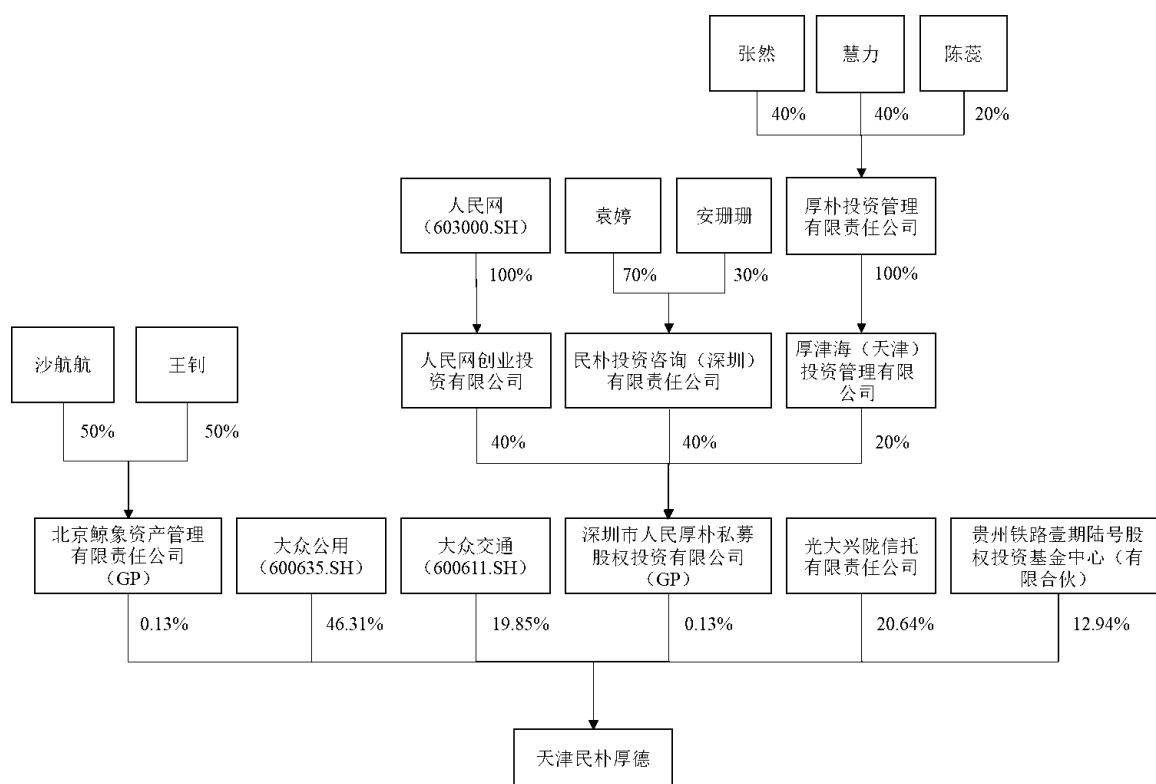 张然
慧力
陈蕊
40%
40%
20%
人民网
（603000.SH）
袁婷
安珊珊
厚朴投资管理
有限责任公司
100%
70%
30%
100%
沙航航
王钊
人民网创业投
资有限公司
民朴投资咨询（深圳）
有限责任公司
厚津海（天津）
投资管理有限
公司
50%
50%
40%
40%
20%
北京鲸象资产管理
有限责任公司
（GP）
大众公用
(600635.SH)
大众交通
(600611.SH)
深圳市人民厚朴私募
股权投资有限公司
（GP）
光大兴陇信托
有限责任公司
贵州铁路壹期陆号股
权投资基金中心（有
限合伙）
0.13%
46.31%
19.85%
0.13%
20.64%
12.94%
天津民朴厚德